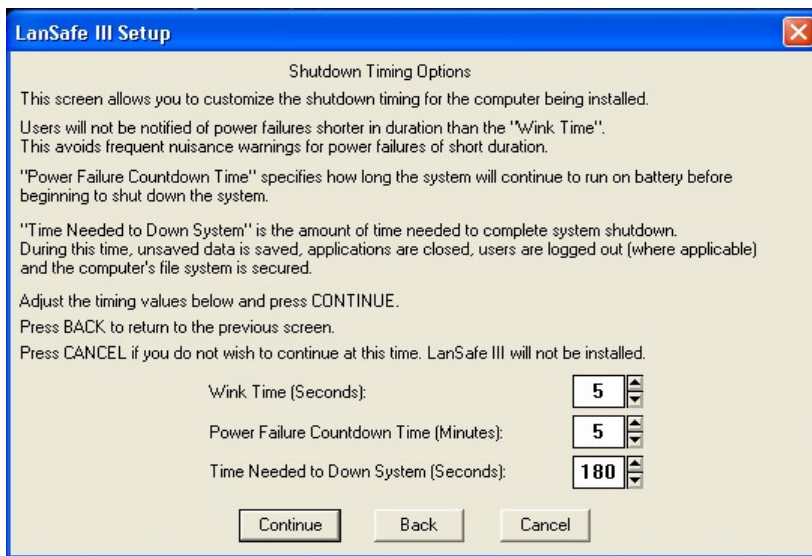 LanSafe III Setup
Shutdown Timing Options
This screen allows you to customize the shutdown timing for the computer being installed.
Users will not be notified of power failures shorter in duration than the "Wink Time".
This avoids frequent nuisance warnings for power failures of short duration.
"Power Failure Countdown Time" specifies how long the system will continue to run on battery before
beginning to shut down the system.
"Time Needed to Down System" is the amount of time needed to complete system shutdown.
During this time, unsaved data is saved, applications are closed, users are logged out (where applicable)
and the computer's file system is secured.
Adjust the timing values below and press CONTINUE.
Press BACK to return to the previous screen.
Press CANCEL if you do not wish to continue at this time. LanSafe III will not be installed.
Wink Time (Seconds): 5
Power Failure Countdown Time (Minutes): 5
Time Needed to Down System (Seconds): 180
Continue Back Cancel